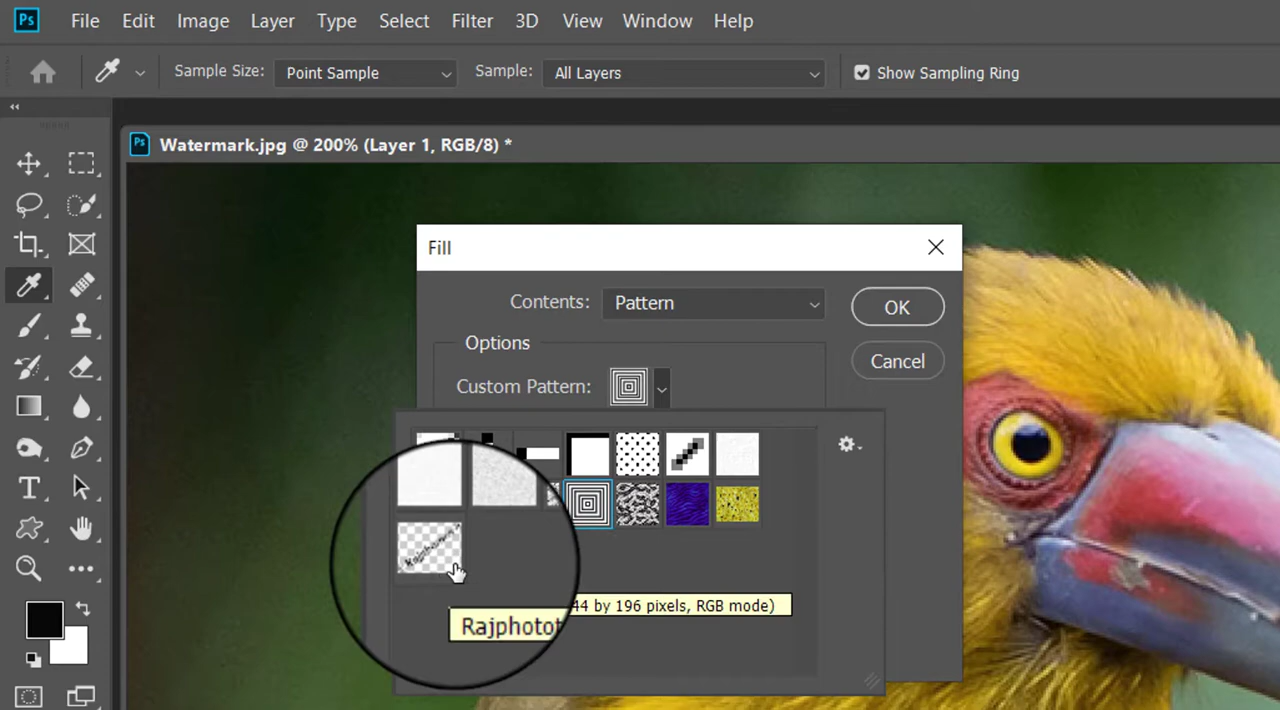 Ps File Edit Image Layer Type Select Filter 3D View Window Help
Sample Size: Point Sample Sample: All Layers Show Sampling Ring
Ps Watermark.jpg @ 200% (Layer 1, RGB/8) *
Fill
Contents: Pattern OK
Options
Cancel
Custom Pattern:
44 by 196 pixels, RGB mode)
Rajphotot